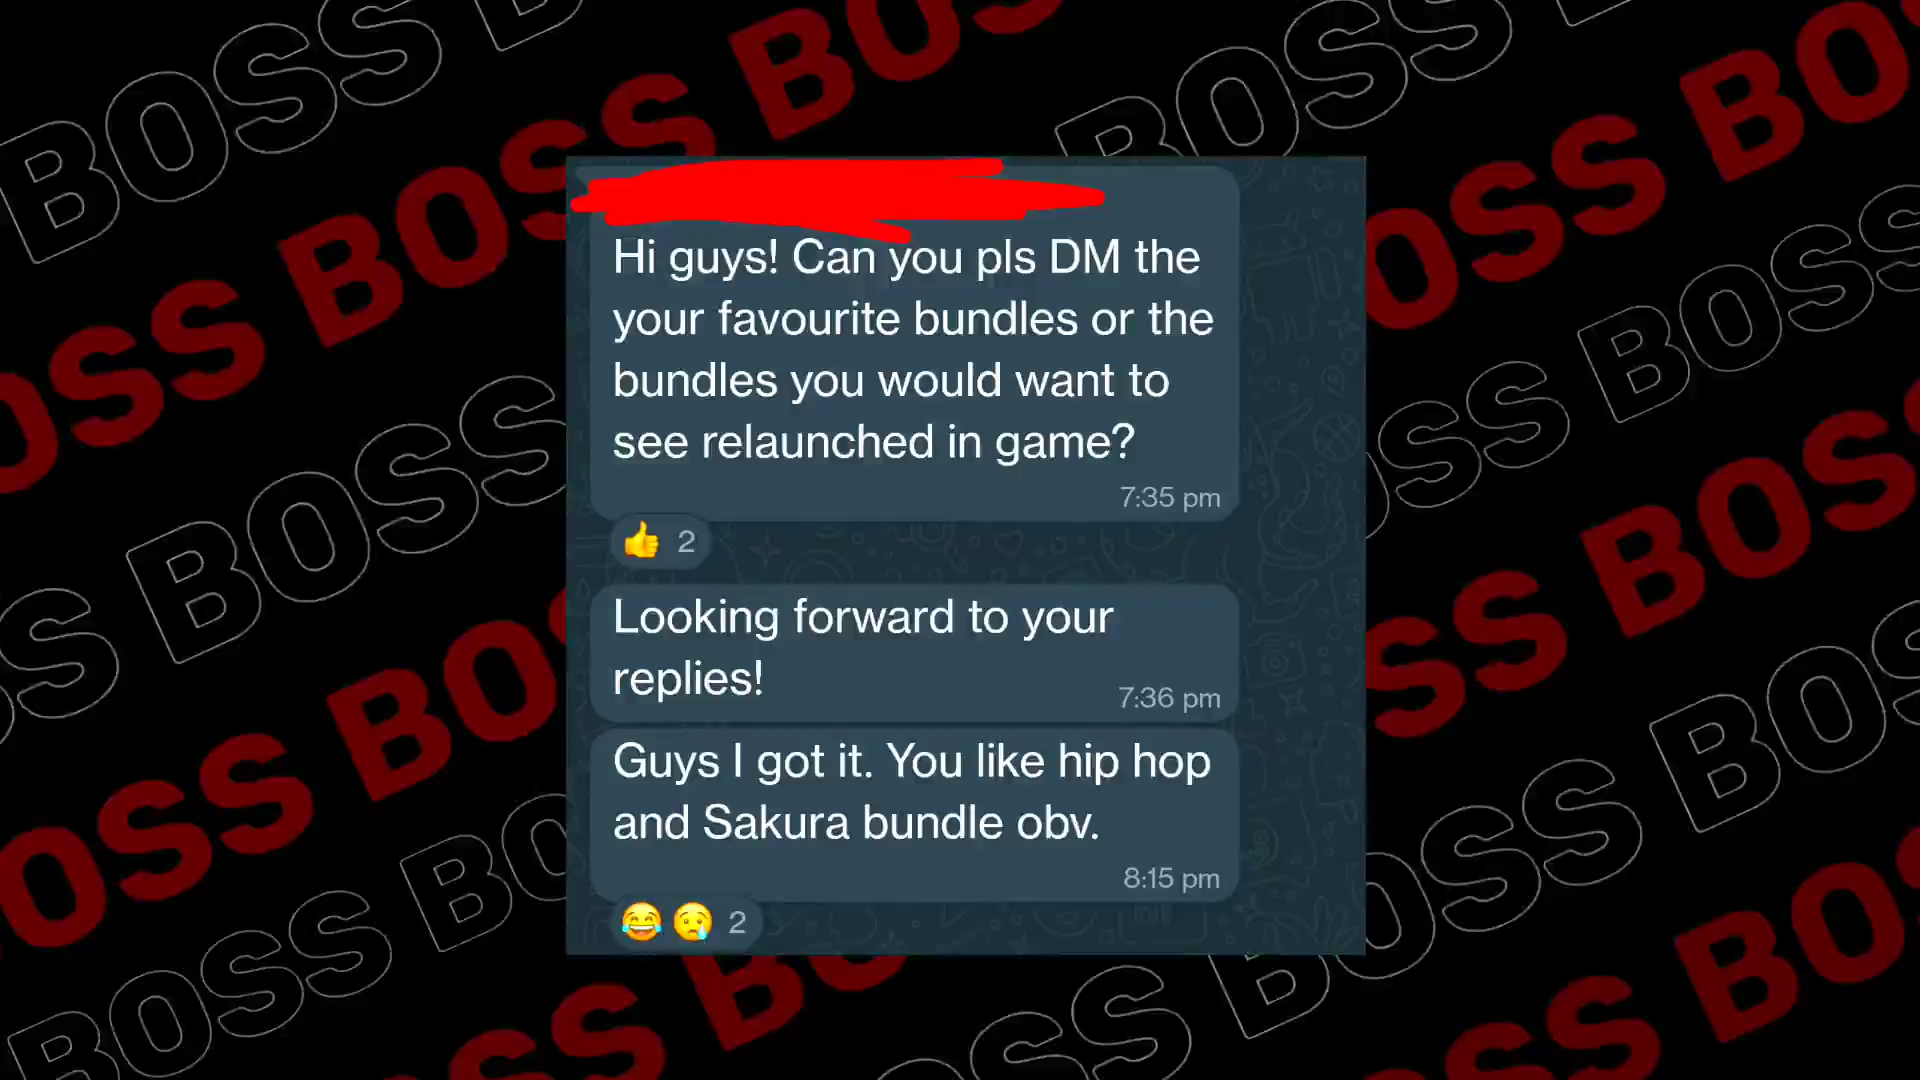 BOSS BOSS
Hi guys! Can you pls DM the
your favourite bundles or the
bundles you would want to
see relaunched in game?
7:35 pm
👍 2
Looking forward to your
replies!
7:36 pm
Guys I got it. You like hip hop
and Sakura bundle obv.
8:15 pm
😂 😢 2